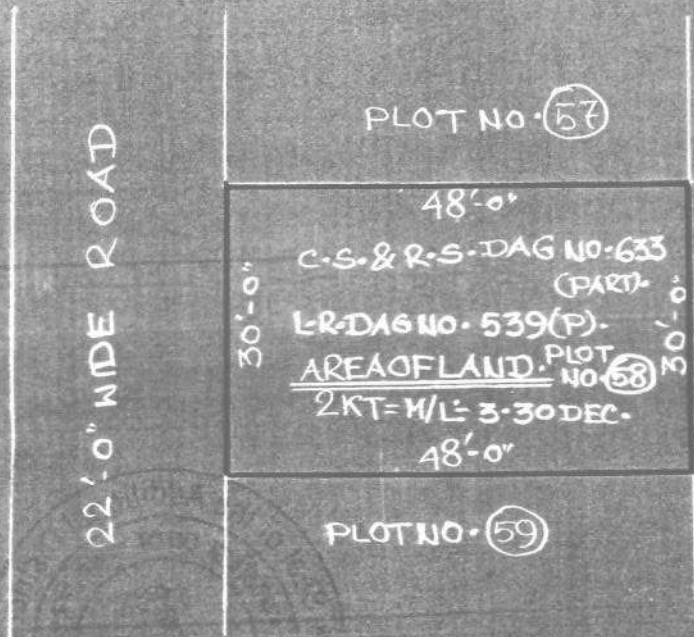 PLOT NO. 57
22'-0" WIDE ROAD
48'-0"
C.S. & R.S. DAG NO. 633
(PART).
30'-0"
30'-0"
L.R. DAG NO. 539(P).
AREA OF LAND. PLOT NO. 58
2KT = M/L = 3.30 DEC.
48'-0"
PLOT NO. 59